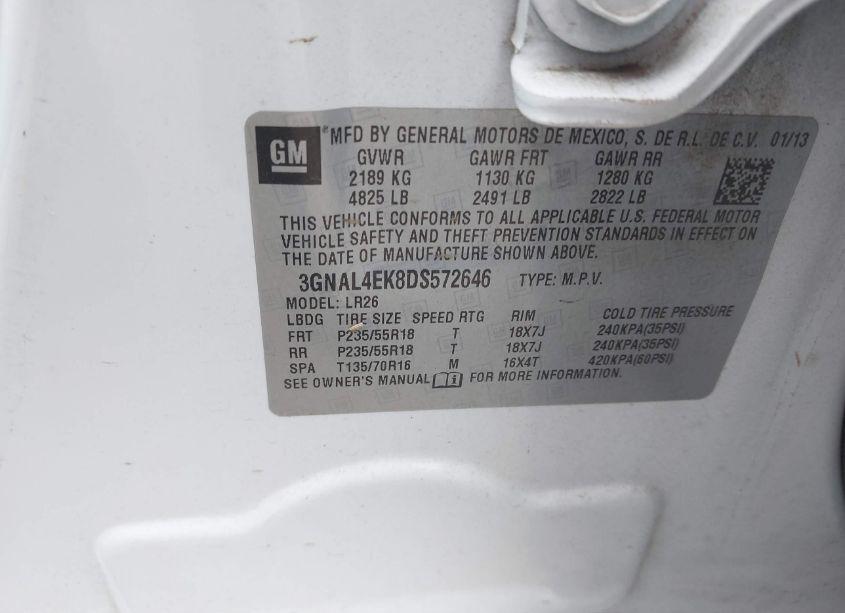 GM
*MFD BY GENERAL MOTORS DE MEXICO, S. DE R.L. DE C.V. 01/13
GVWR GAWR FRT GAWR RR
2189 KG 1130 KG 1280 KG
4825 LB 2491 LB 2822 LB
THIS VEHICLE CONFORMS TO ALL APPLICABLE U.S. FEDERAL MOTOR
VEHICLE SAFETY AND THEFT PREVENTION STANDARDS IN EFFECT ON
THE DATE OF MANUFACTURE SHOWN ABOVE.
3GNAL4EK8DS572646 TYPE: M.P.V.
MODEL: LR26
LBDG TIRE SIZE SPEED RTG RIM COLD TIRE PRESSURE
FRT P235/55R18 T 18X7J 240KPA(35PSI)
RR P235/55R18 T 18X7J 240KPA(35PSI)
SPA T135/70R16 M 16X4T 420KPA(60PSI)
SEE OWNER'S MANUAL FOR MORE INFORMATION.